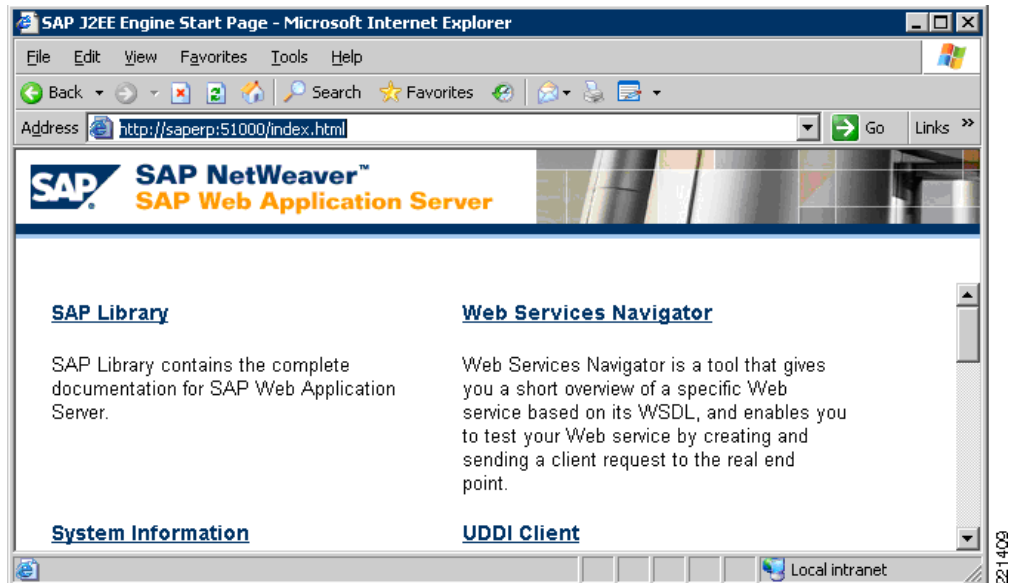 SAP J2EE Engine Start Page - Microsoft Internet Explorer
File Edit View Favorites Tools Help
Back Search Favorites
Address http://saperp:51000/index.html Go Links »
SAP SAP NetWeaver™
SAP Web Application Server
SAP Library
SAP Library contains the complete
documentation for SAP Web Application
Server.
Web Services Navigator
Web Services Navigator is a tool that gives
you a short overview of a specific Web
service based on its WSDL, and enables you
to test your Web service by creating and
sending a client request to the real end
point.
System Information
UDDI Client
Local intranet
221409